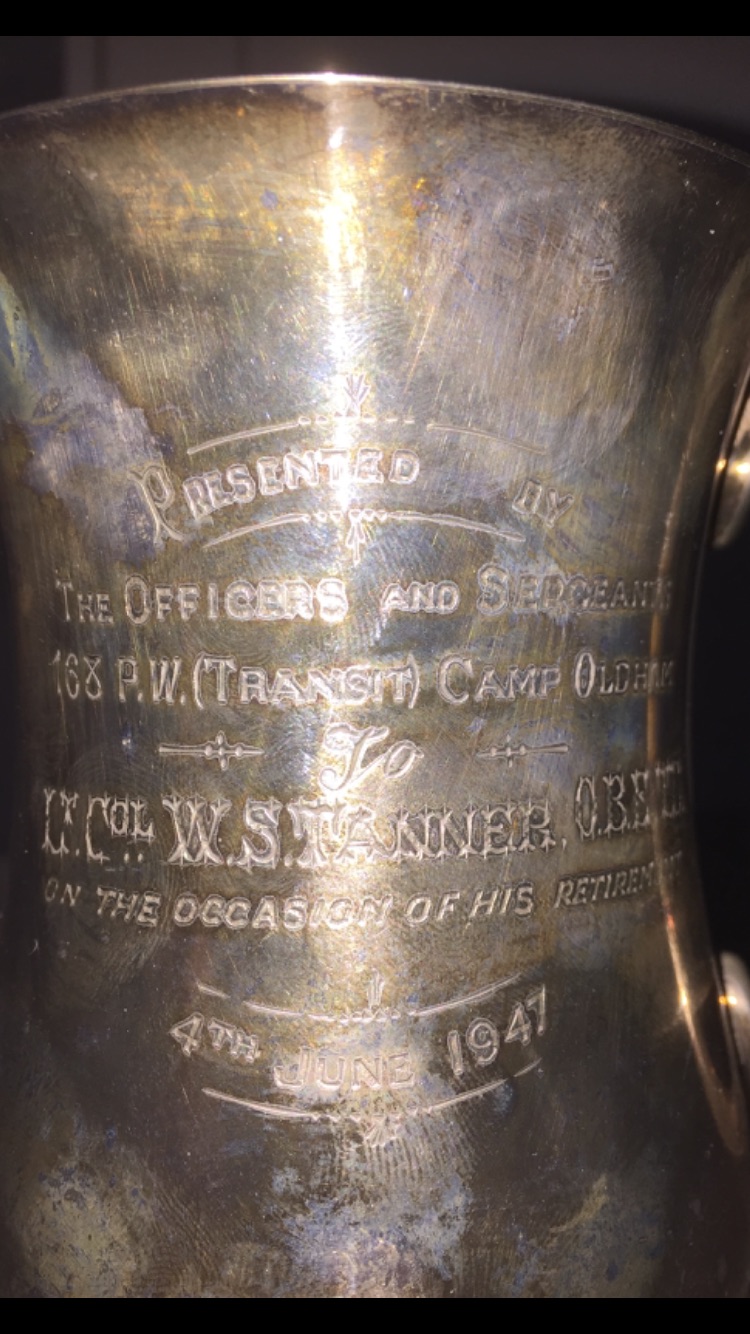 PRESENTED BY
THE OFFICERS AND SERGEANTS
168 P.W. (TRANSIT) CAMP OLDHAM
To
LT. COL. W. S. TANNER, O.B.E.
ON THE OCCASION OF HIS RETIREMENT
4TH JUNE 1947